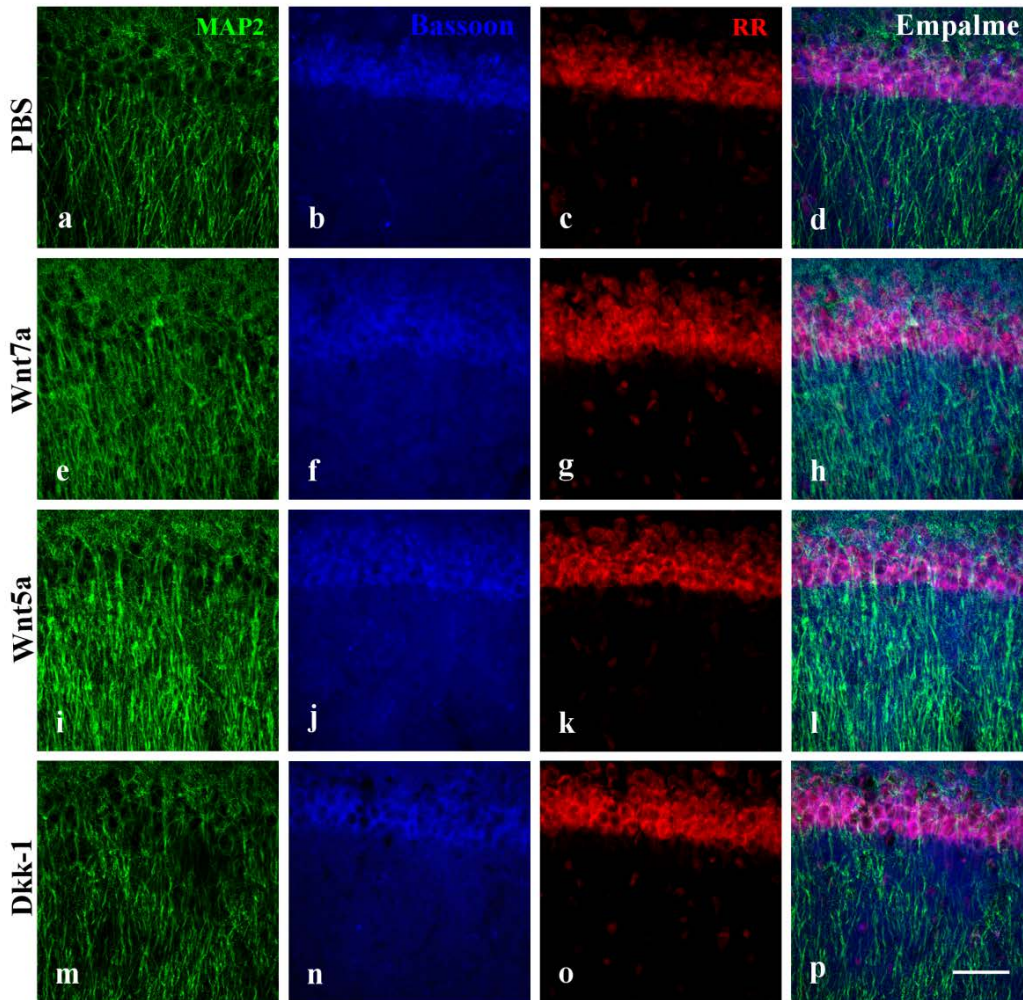 MAP2 Bassoon RR Empalme
PBS
a b c d
Wnt7a
e f g h
Wnt5a
i j k l
Dkk-1
m n o p